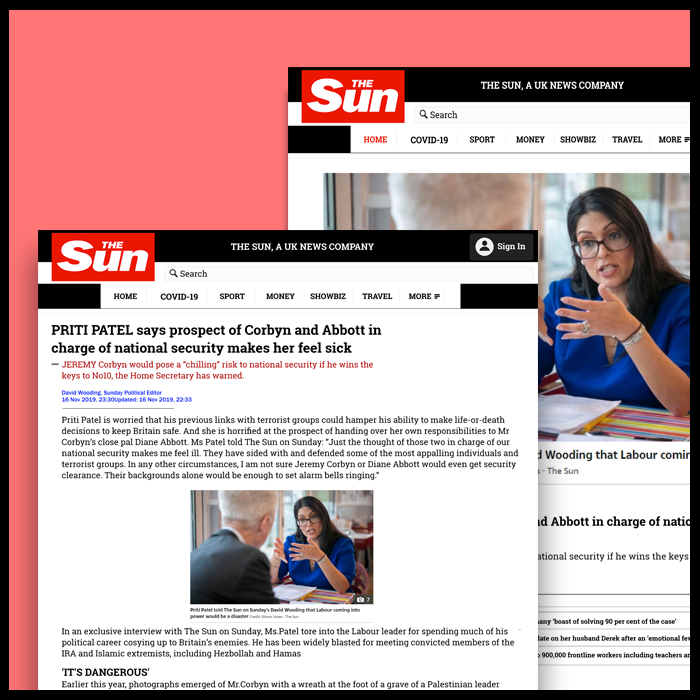 THE
Sun
THE SUN, A UK NEWS COMPANY
Search
HOME COVID-19 SPORT MONEY SHOWBIZ TRAVEL MORE
THE
Sun
THE SUN, A UK NEWS COMPANY
Sign In
Search
HOME COVID-19 SPORT MONEY SHOWBIZ TRAVEL MORE
PRITI PATEL says prospect of Corbyn and Abbott in
charge of national security makes her feel sick
— JEREMY Corbyn would pose a “chilling” risk to national security if he wins the
keys to No10, the Home Secretary has warned.
David Wooding, Sunday Political Editor
16 Nov 2019, 23:30Updated: 16 Nov 2019, 22:33
Priti Patel is worried that his previous links with terrorist groups could hamper his ability to make life-or-death
decisions to keep Britain safe. And she is horrified at the prospect of handing over her own responsibilities to Mr
Corbyn’s close pal Diane Abbott. Ms Patel told The Sun on Sunday: “Just the thought of those two in charge of our
national security makes me feel ill. They have sided with and defended some of the most appalling individuals and
terrorist groups. In any other circumstances, I am not sure Jeremy Corbyn or Diane Abbott would even get security
clearance. Their backgrounds alone would be enough to set alarm bells ringing.”
7
Priti Patel told The Sun on Sunday's David Wooding that Labour coming into
power would be a disaster Credit: Simon Jones - The Sun
In an exclusive interview with The Sun on Sunday, Ms.Patel tore into the Labour leader for spending much of his
political career cosying up to Britain’s enemies. He has been widely blasted for meeting convicted members of the
IRA and Islamic extremists, including Hezbollah and Hamas.
'IT'S DANGEROUS'
Earlier this year, photographs emerged of Mr.Corbyn with a wreath at the foot of a grave of a Palestinian leader
d Wooding that Labour comin
s - The Sun
nd Abbott in charge of natio
ational security if he wins the keys
any 'boast of solving 90 per cent of the case'
late on her husband Derek after an 'emotional few
900,000 frontline workers including teachers an